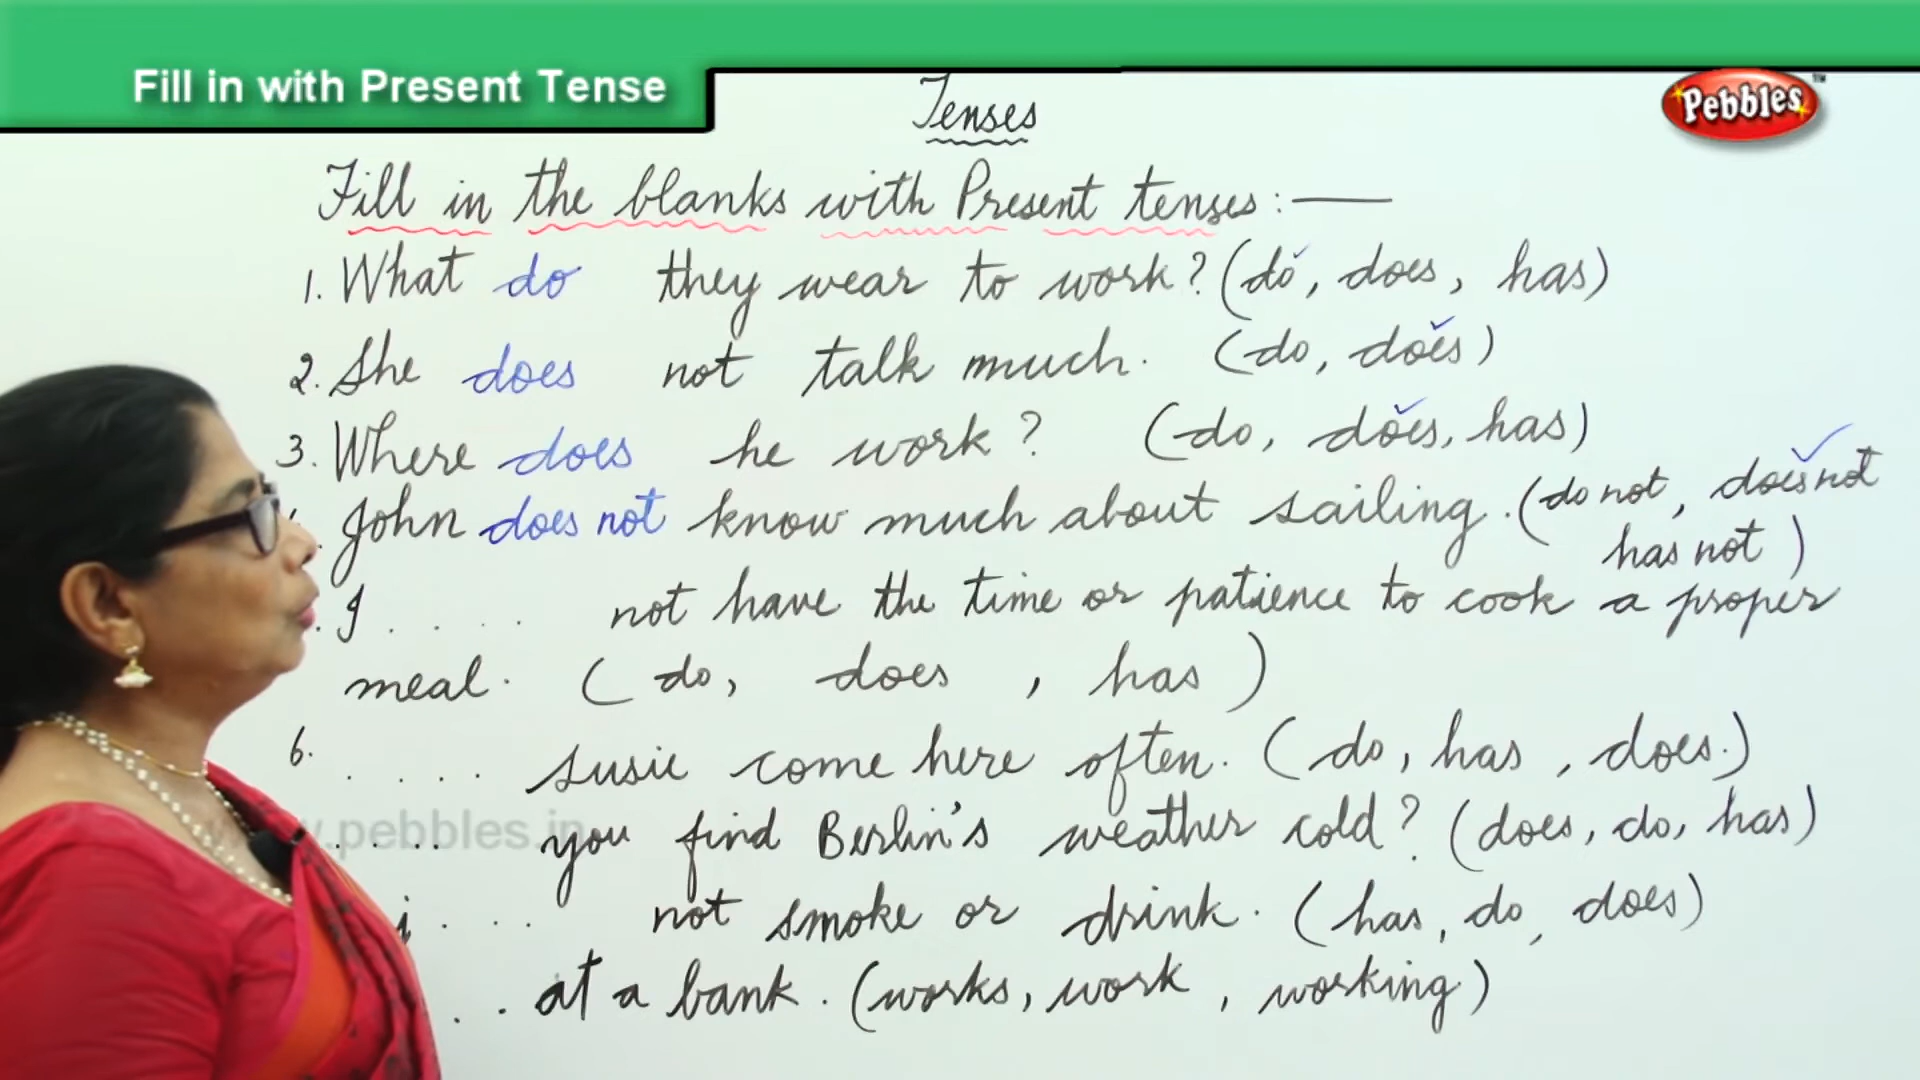 Fill in with Present Tense
Pebbles™
Tenses
Fill in the blanks with Present tenses:—
1. What do they wear to work? (do, does, has)
2. She does not talk much. (do, does)
3. Where does he work? (do, does, has)
John does not know much about sailing. (do not, does not
has not)
. I . . . . not have the time or patience to cook a proper
meal. (do, does, has)
6. . . . . Susie come here often. (do, has, does.)
. . . . you find Berlin's weather cold? (does, do, has)
. . . not smoke or drink. (has, do, does)
. . at a bank. (works, work, working)
www.pebbles.in